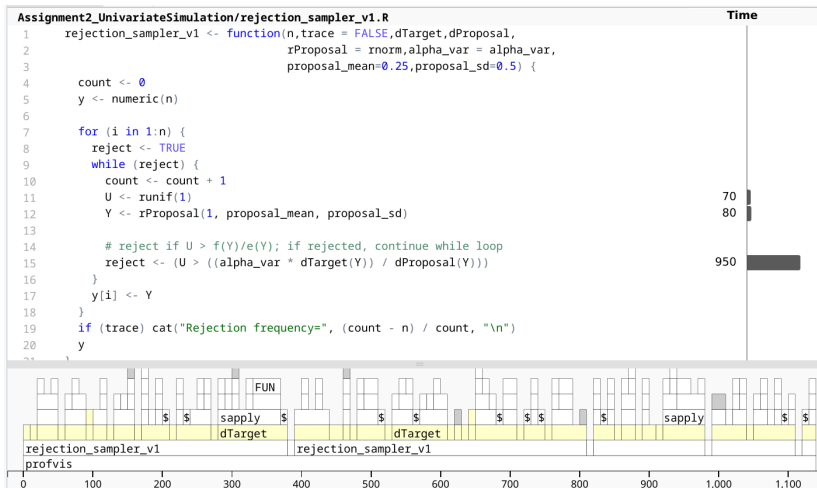 Assignment2_UnivariateSimulation/rejection_sampler_v1.R Time
1 rejection_sampler_v1 <- function(n,trace = FALSE,dTarget,dProposal,
2 rProposal = rnorm,alpha_var = alpha_var,
3 proposal_mean=0.25,proposal_sd=0.5) {
4 count <- 0
5 y <- numeric(n)
6
7 for (i in 1:n) {
8 reject <- TRUE
9 while (reject) {
10 count <- count + 1
11 U <- runif(1) 70
12 Y <- rProposal(1, proposal_mean, proposal_sd) 80
13
14 # reject if U > f(Y)/e(Y); if rejected, continue while loop
15 reject <- (U > ((alpha_var * dTarget(Y)) / dProposal(Y))) 950
16 }
17 y[i] <- Y
18 }
19 if (trace) cat("Rejection frequency=", (count - n) / count, "\n")
20 y
21 }
FUN
$ $ sapply $ $ $ $ $ $ $ sapply $ $
dTarget dTarget
rejection_sampler_v1 rejection_sampler_v1
profvis
0 100 200 300 400 500 600 700 800 900 1,000 1,100